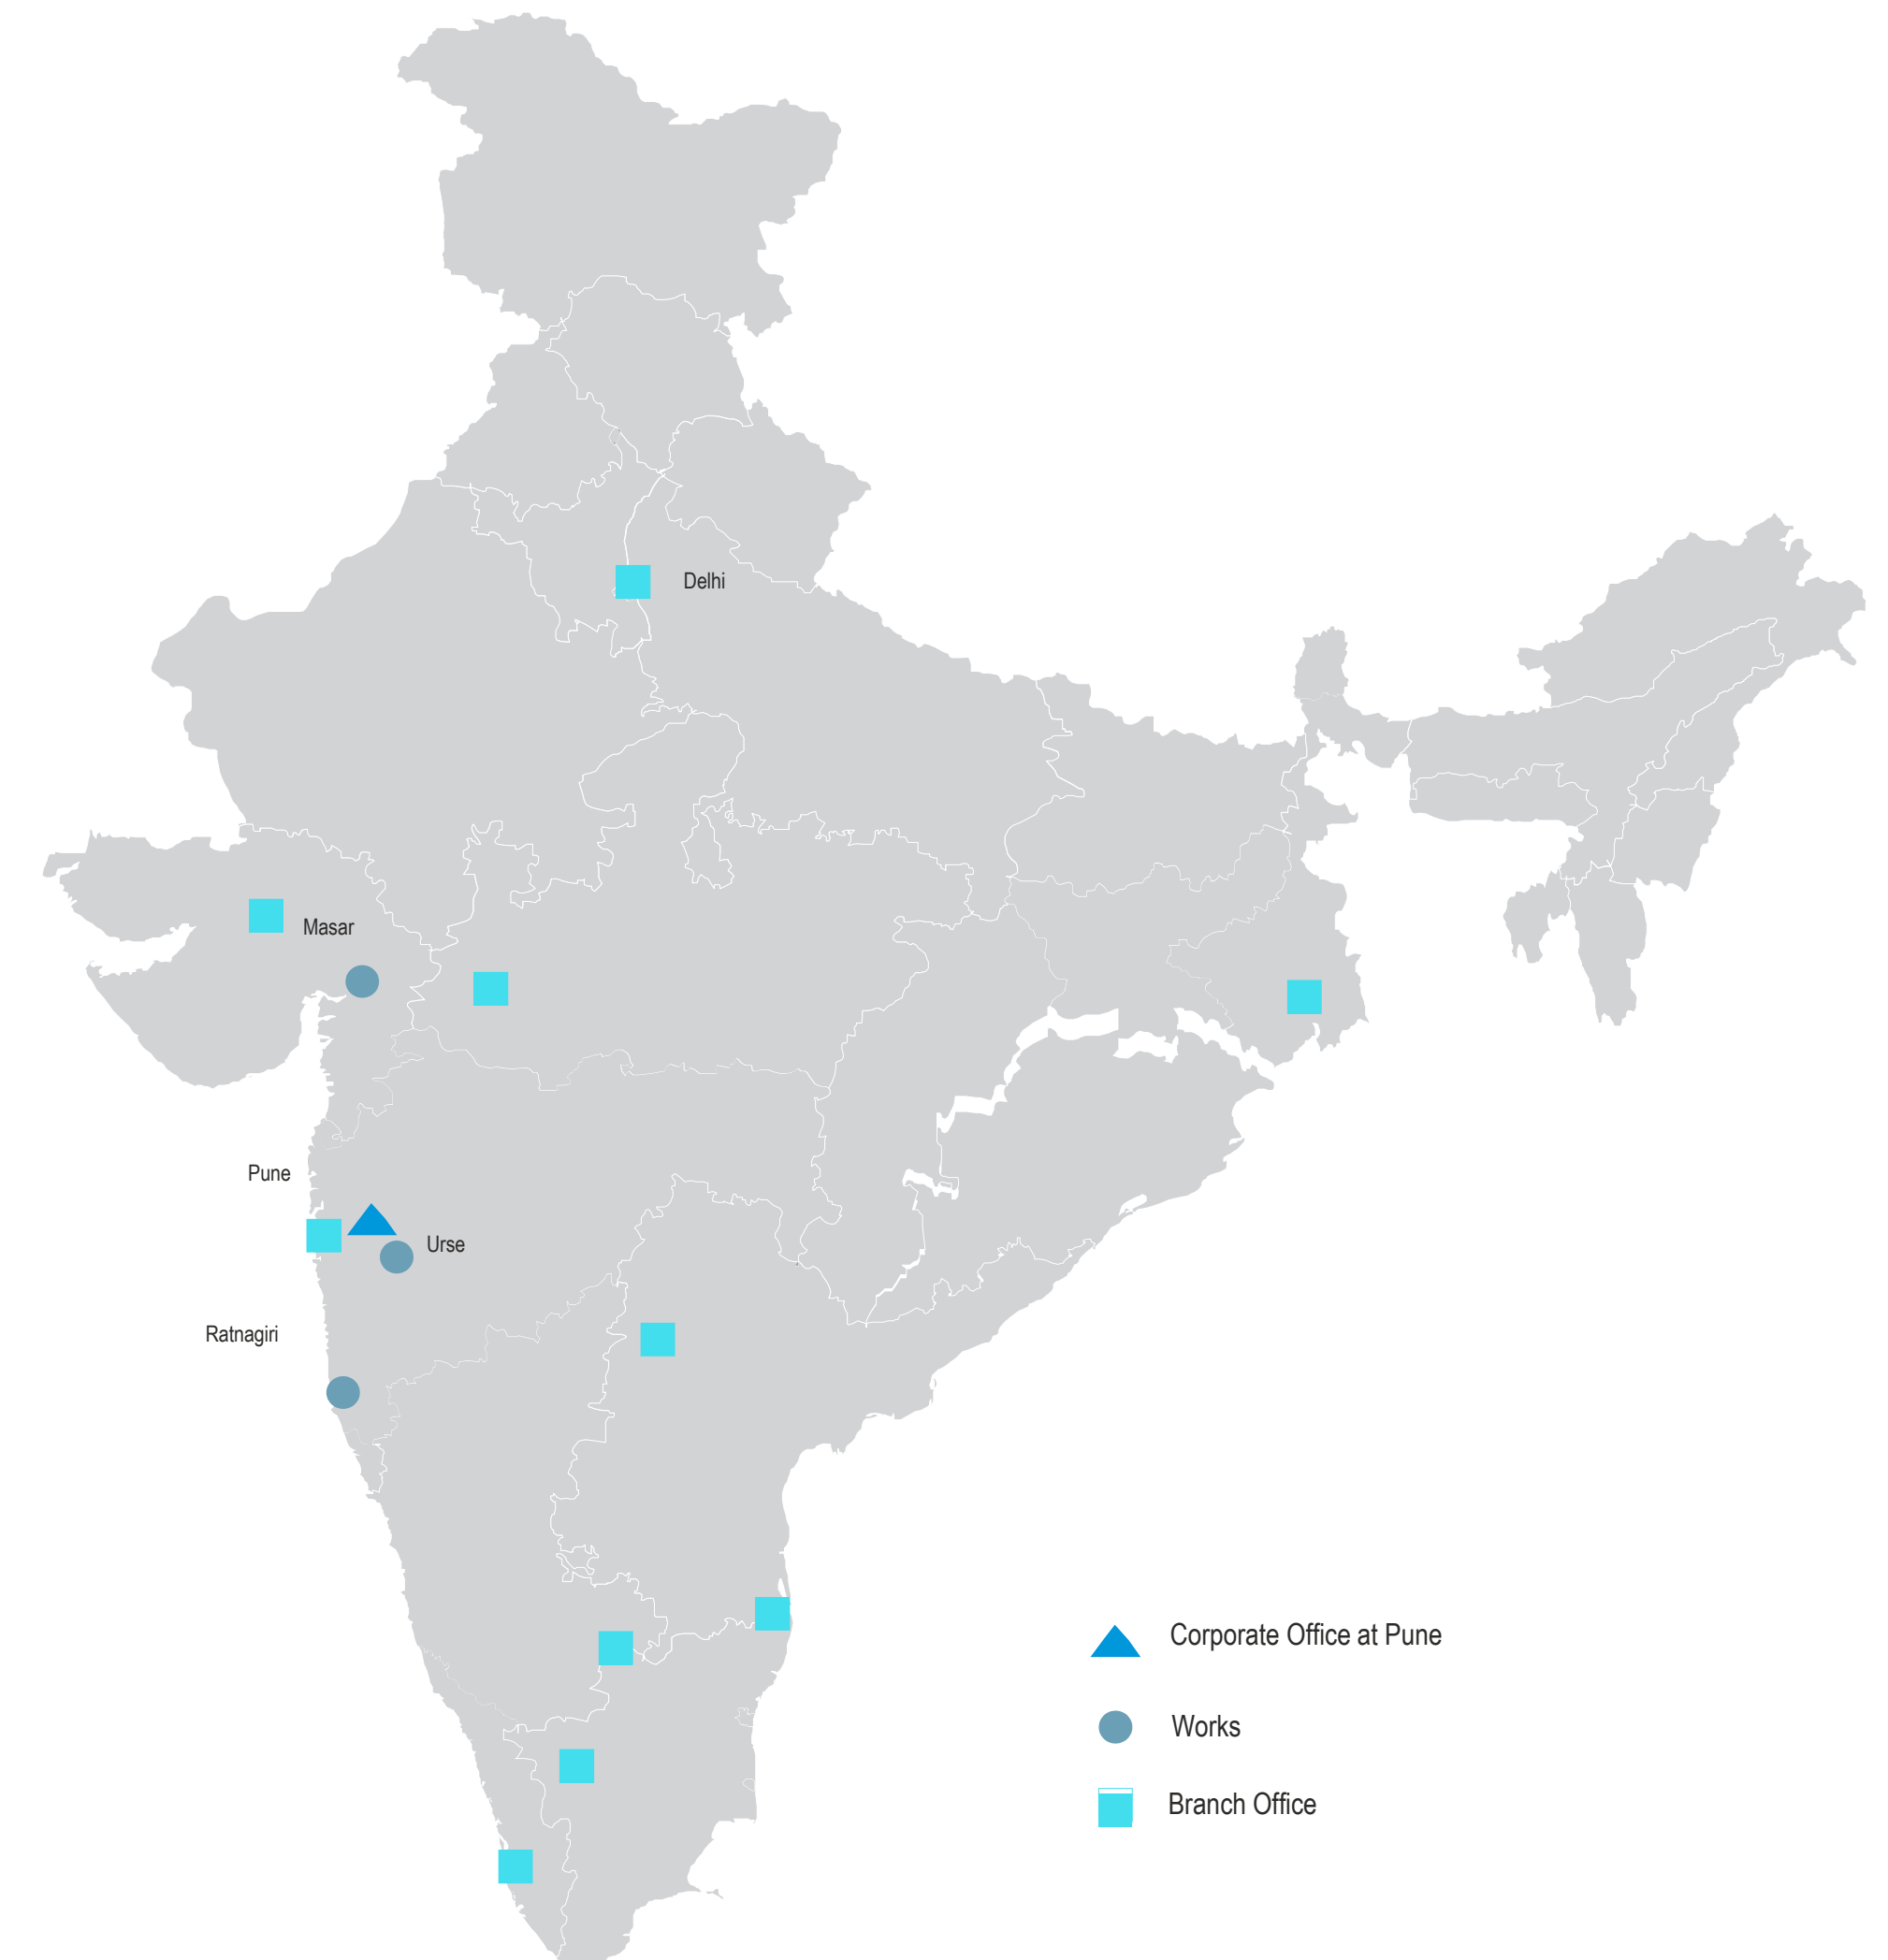 Delhi
Masar
Pune
Urse
Ratnagiri
Corporate Office at Pune
Works
Branch Office